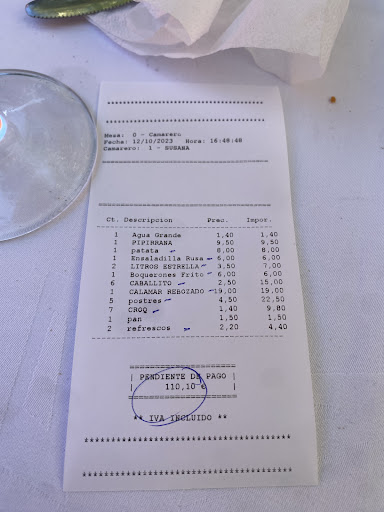 ****************************************
****************************************
Mesa: 0 - Camareru
Fecha: 12/10/2023 Hora: 16:48:48
Camarero: 1 - SUSANA
========================================
****************************************
Ct. Descripcion Prec. Impor.
1 Agua Grande 1,40 1,40
1 PIPIRRANA 9,50 9,50
1 patata 8,00 8,00
1 Ensaladilla Rusa 6,00 6,00
2 LITROS ESTRELLA 3,50 7,00
1 Boquerones Frito 6,00 6,00
6 CABALLITO 2,50 15,00
1 CALAMAR REBOZADO 19,00 19,00
5 postres 4,50 22,50
7 CROQ 1,40 9,80
1 pan 1,50 1,50
2 refrescos 2,20 4,40
----------------------------------------
====================
| PENDIENTE DE PAGO |
| 110,10 € |
====================
** IVA INCLUIDO **
****************************************
****************************************